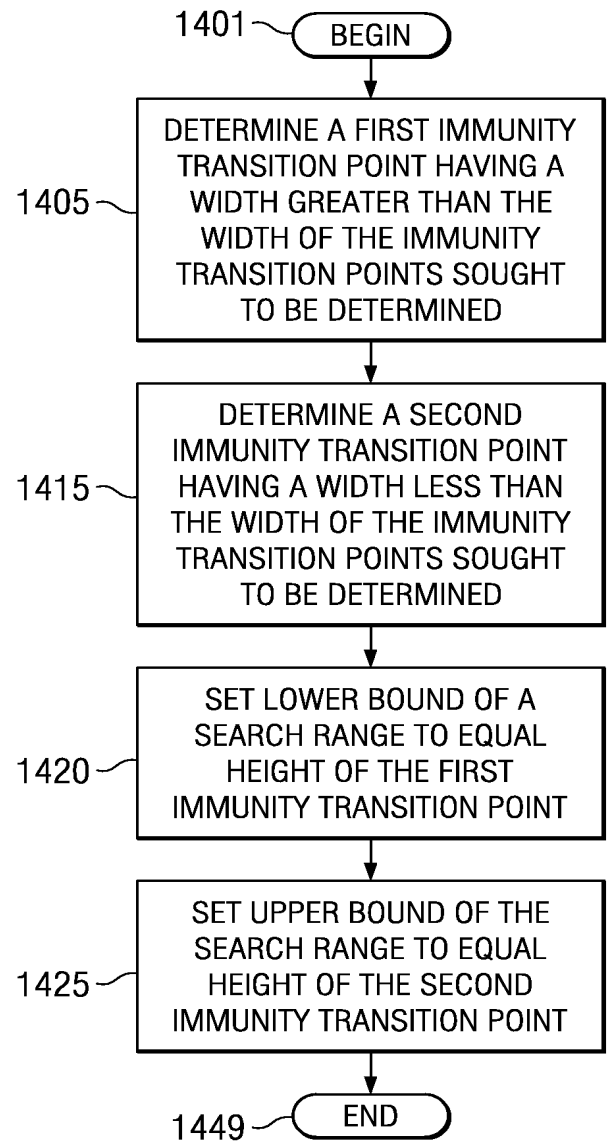 1401
BEGIN
1405
DETERMINE A FIRST IMMUNITY
TRANSITION POINT HAVING A
WIDTH GREATER THAN THE
WIDTH OF THE IMMUNITY
TRANSITION POINTS SOUGHT
TO BE DETERMINED
1415
DETERMINE A SECOND
IMMUNITY TRANSITION POINT
HAVING A WIDTH LESS THAN
THE WIDTH OF THE IMMUNITY
TRANSITION POINTS SOUGHT
TO BE DETERMINED
1420
SET LOWER BOUND OF A
SEARCH RANGE TO EQUAL
HEIGHT OF THE FIRST
IMMUNITY TRANSITION POINT
1425
SET UPPER BOUND OF THE
SEARCH RANGE TO EQUAL
HEIGHT OF THE SECOND
IMMUNITY TRANSITION POINT
1449
END